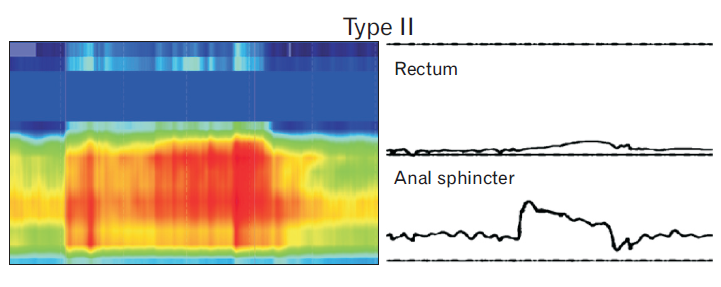 Type II
Rectum
Anal sphincter